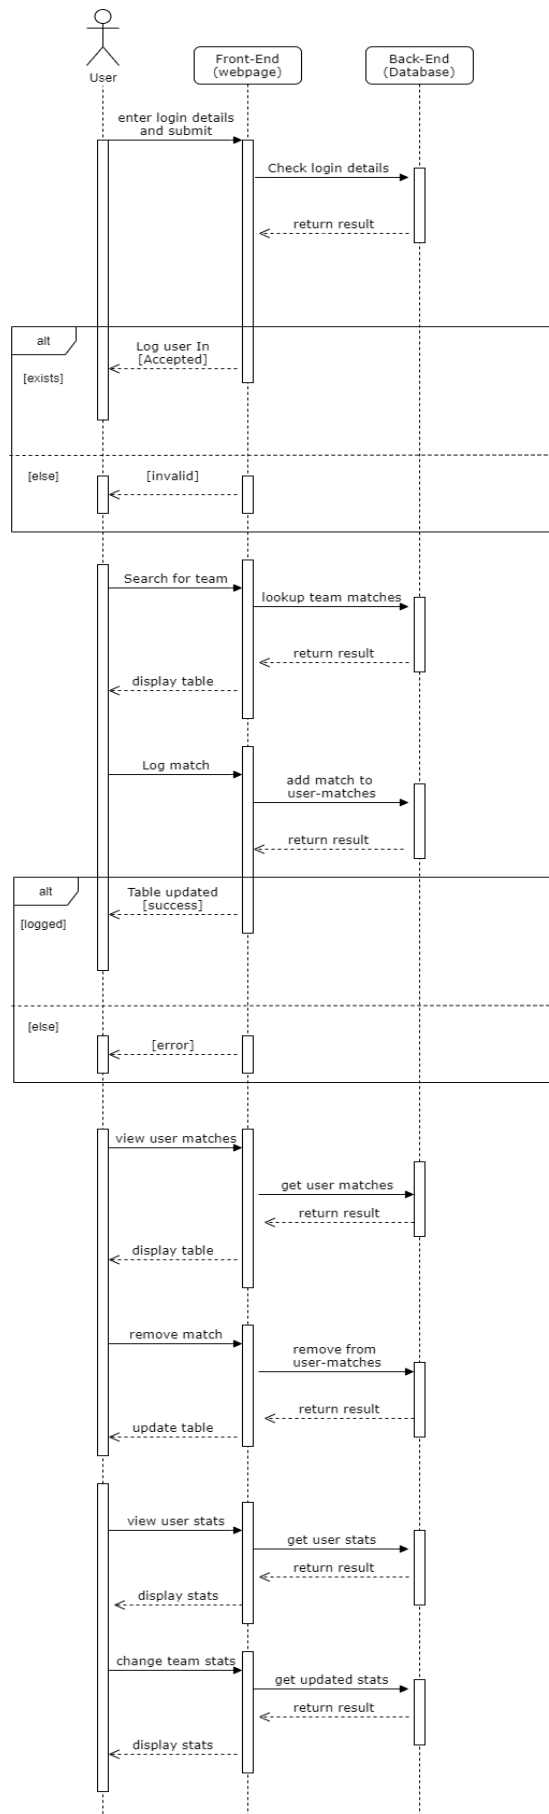 User
Front-End
(webpage)
Back-End
(Database)
enter login details
and submit
Check login details
return result
alt
Log user In
[Accepted]
[exists]
[else]
[invalid]
Search for team
lookup team matches
return result
display table
Log match
add match to
user-matches
return result
alt
Table updated
[success]
[logged]
[else]
[error]
view user matches
get user matches
return result
display table
remove match
remove from
user-matches
return result
update table
view user stats
get user stats
return result
display stats
change team stats
get updated stats
return result
display stats